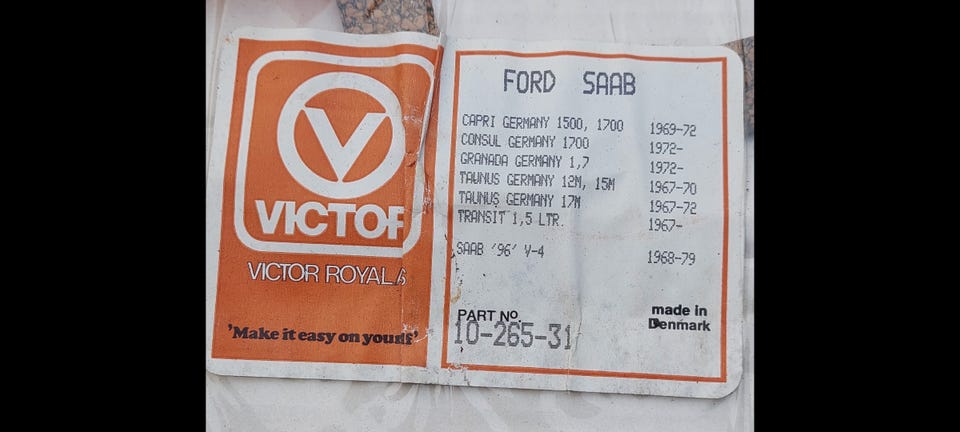 V
VICTOR
VICTOR ROYAL
'Make it easy on yourself'
FORD SAAB
CAPRI GERMANY 1500, 1700 1969-72
CONSUL GERMANY 1700 1972-
GRANADA GERMANY 1,7 1972-
TAUNUS GERMANY 12M, 15M 1967-70
TAUNUS GERMANY 17M 1967-72
TRANSIT 1,5 LTR. 1967-
SAAB '96' V-4 1968-79
PART No.
10-265-31
made in
Denmark